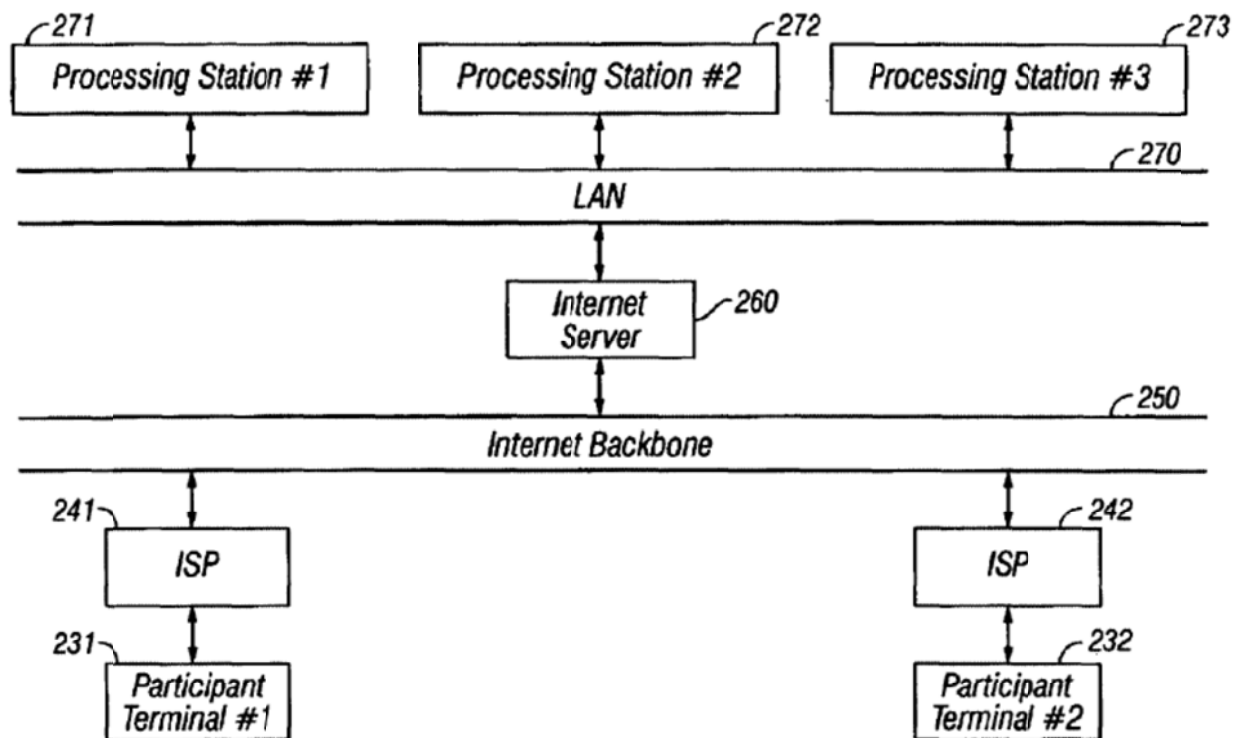 271
272
273
Processing Station #1
Processing Station #2
Processing Station #3
270
LAN
Internet
Server
260
250
Internet Backbone
241
242
ISP
ISP
231
232
Participant
Terminal #1
Participant
Terminal #2